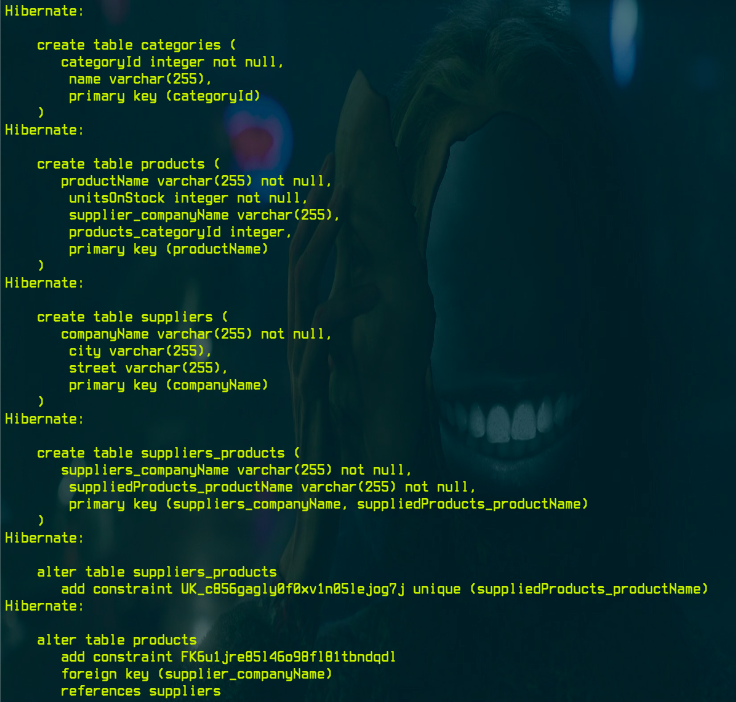 Hibernate:
create table categories (
categoryId integer not null,
name varchar(255),
primary key (categoryId)
)
Hibernate:
create table products (
productName varchar(255) not null,
unitsOnStock integer not null,
supplier_companyName varchar(255),
products_categoryId integer,
primary key (productName)
)
Hibernate:
create table suppliers (
companyName varchar(255) not null,
city varchar(255),
street varchar(255),
primary key (companyName)
)
Hibernate:
create table suppliers_products (
suppliers_companyName varchar(255) not null,
suppliedProducts_productName varchar(255) not null,
primary key (suppliers_companyName, suppliedProducts_productName)
)
Hibernate:
alter table suppliers_products
add constraint UK_c856gagly0f0xv1n05lejog7j unique (suppliedProducts_productName)
Hibernate:
alter table products
add constraint FK6u1jre85l46o98fl81tbndqdl
foreign key (supplier_companyName)
references suppliers